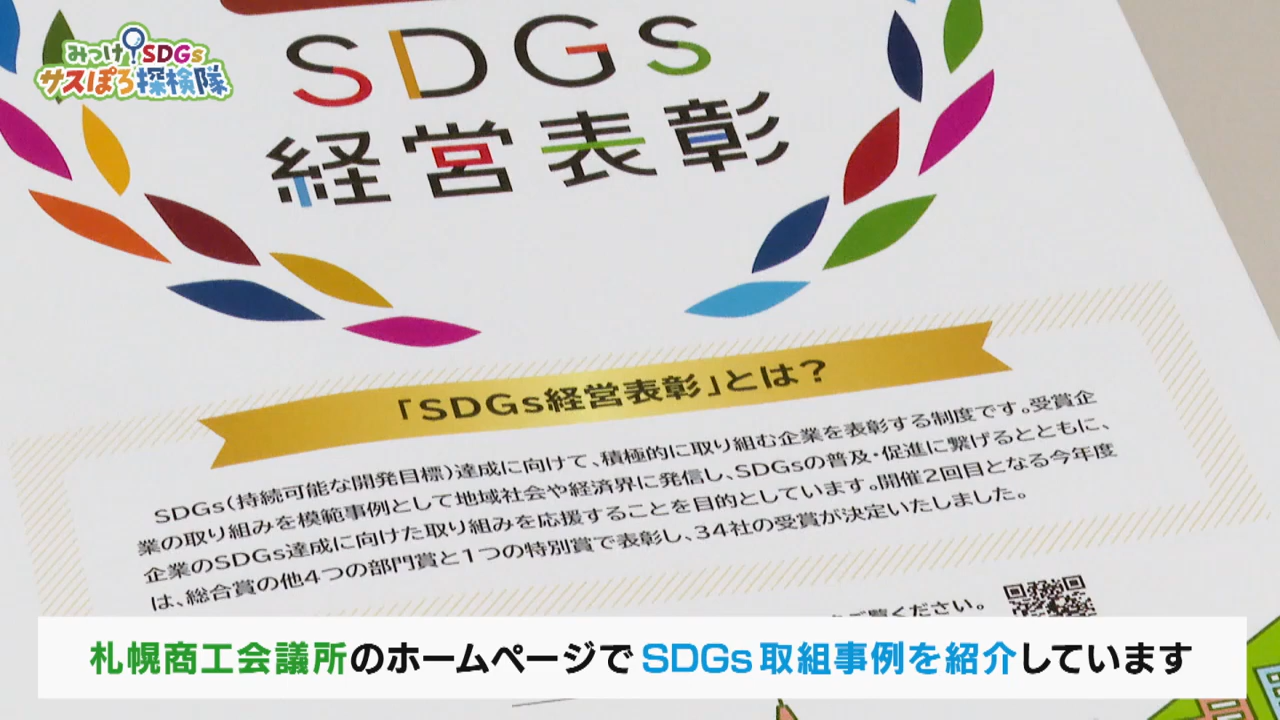 みっけ SDGs
サスぽろ探検隊
SDGs
経営表彰
「SDGs経営表彰」とは?
SDGs(持続可能な開発目標)達成に向けて、積極的に取り組む企業を表彰する制度です。受賞企
業の取り組みを模範事例として地域社会や経済界に発信し、SDGsの普及・促進に繋げるとともに、
企業のSDGs達成に向けた取り組みを応援することを目的としています。開催2回目となる今年度
は、総合賞の他4つの部門賞と1つの特別賞で表彰し、34社の受賞が決定いたしました。
ご覧ください。
札幌商工会議所のホームページでSDGs取組事例を紹介しています